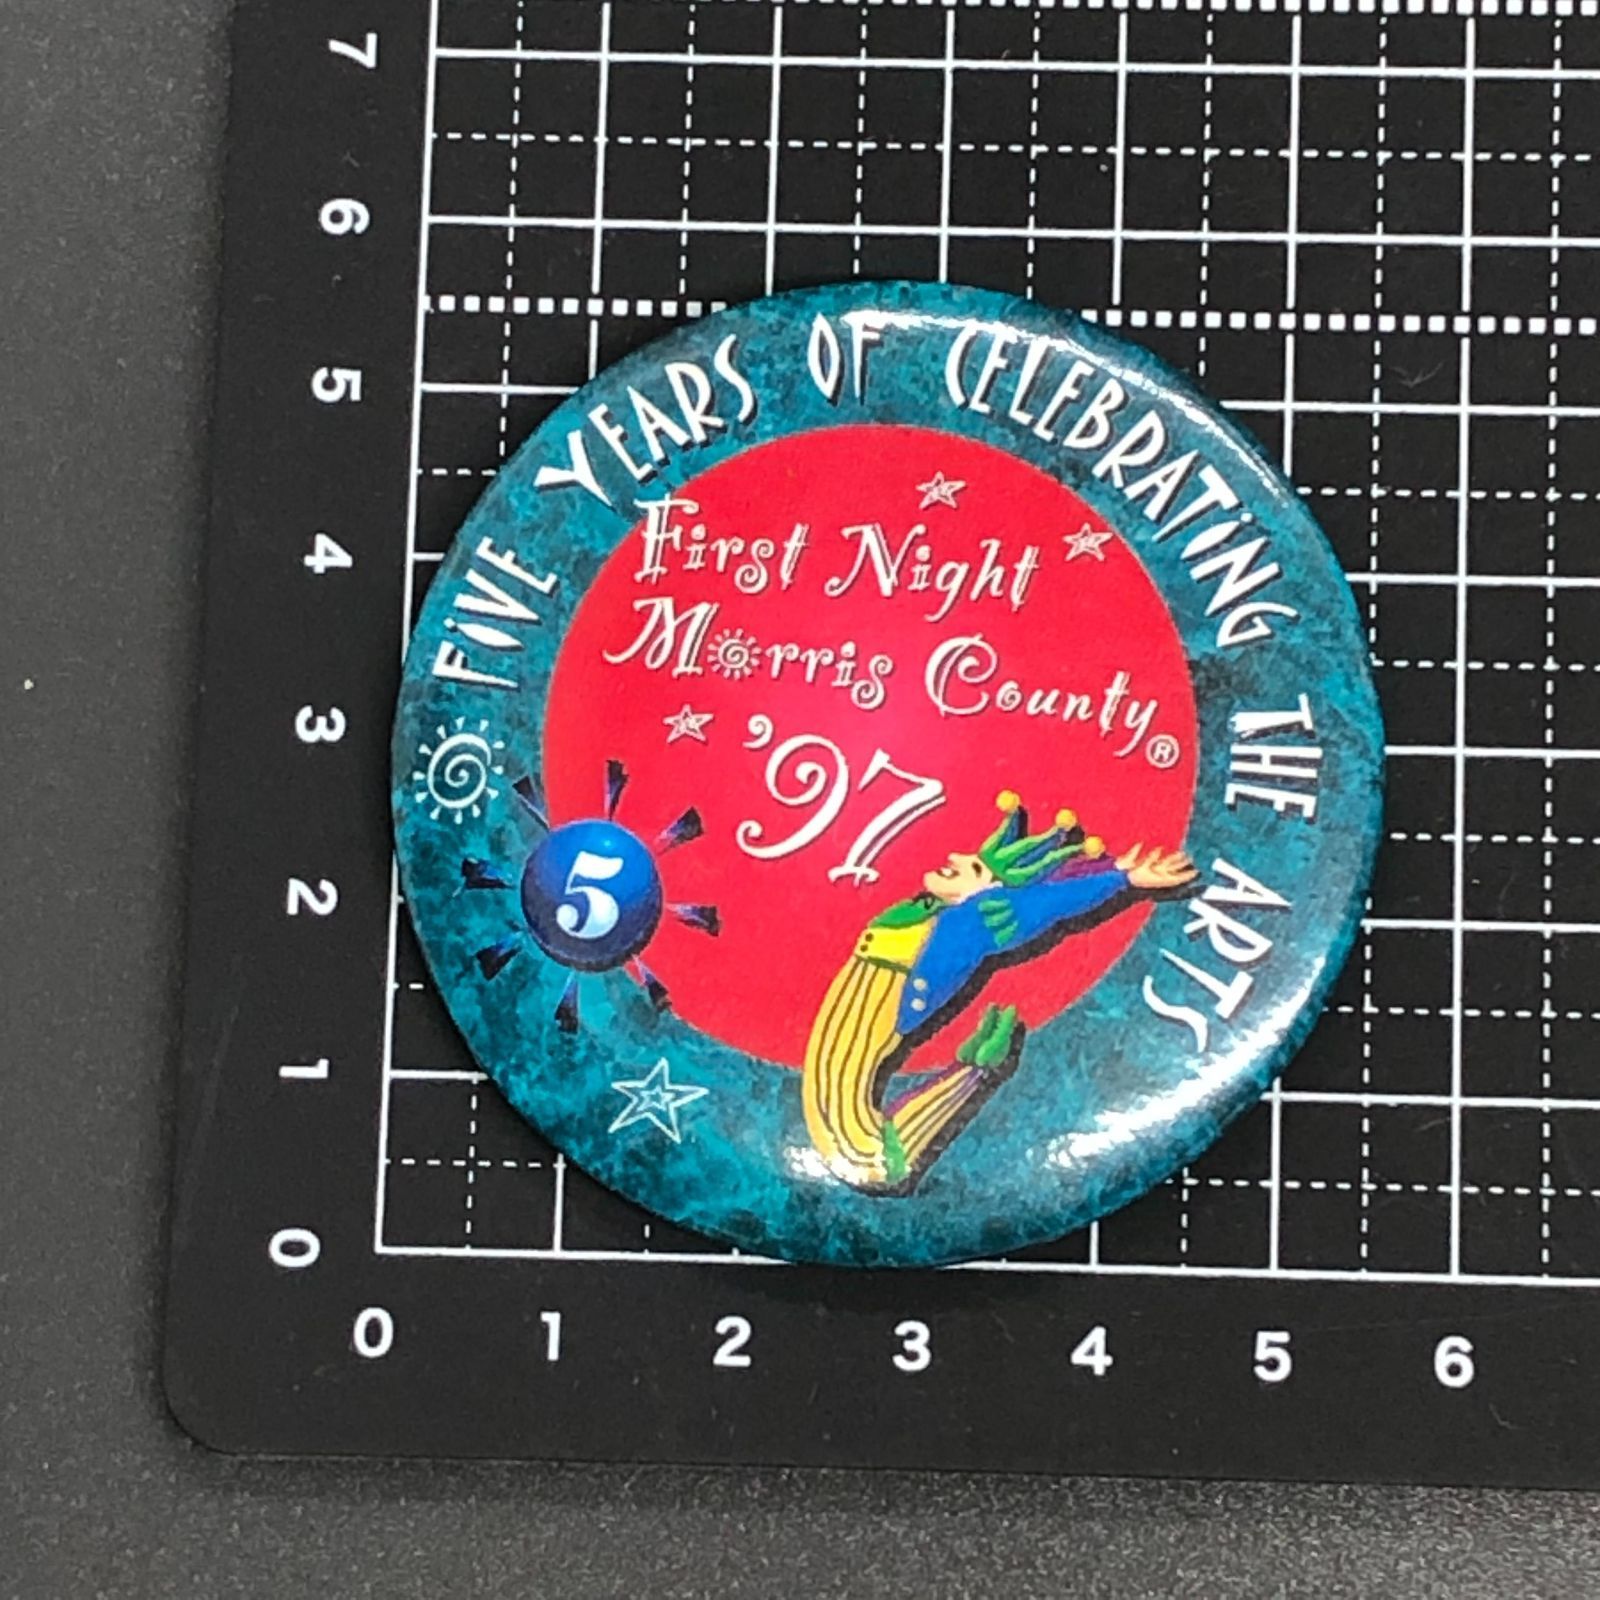 7
6
5
4
3
2
1
0
0 1 2 3 4 5 6
FiVE YEARS OF CELEBRATiNG THE ARTS
First Night
Morris County®
'97
5